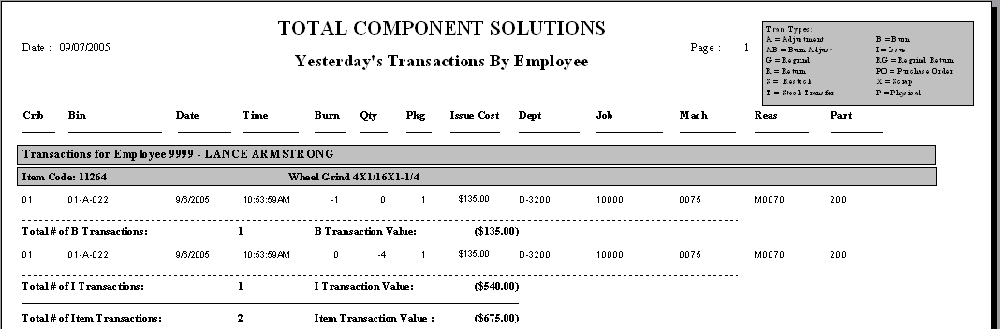 TOTAL COMPONENT SOLUTIONS
Date : 09/07/2005 Page : 1
Yesterday's Transactions By Employee
Tran Types:
A = Adjustment B = Burn
AB = Burn Adjust I = Issue
G = Regrind RG = Regrind Return
R = Return PO = Purchase Order
S = Restock X = Scrap
T = Stock Transfer P = Physical
Crib Bin Date Time Burn Qty Pkg Issue Cost Dept Job Mach Reas Part
Transactions for Employee 9999 - LANCE ARMSTRONG
Item Code: 11264 Wheel Grind 4X1/16X1-1/4
01 01-A-022 9/6/2005 10:53:59AM -1 0 1 $135.00 D-3200 10000 0075 M0070 200
Total # of B Transactions: 1 B Transaction Value: ($135.00)
01 01-A-022 9/6/2005 10:53:59AM 0 -4 1 $135.00 D-3200 10000 0075 M0070 200
Total # of I Transactions: 1 I Transaction Value: ($540.00)
Total # of Item Transactions: 2 Item Transaction Value : ($675.00)